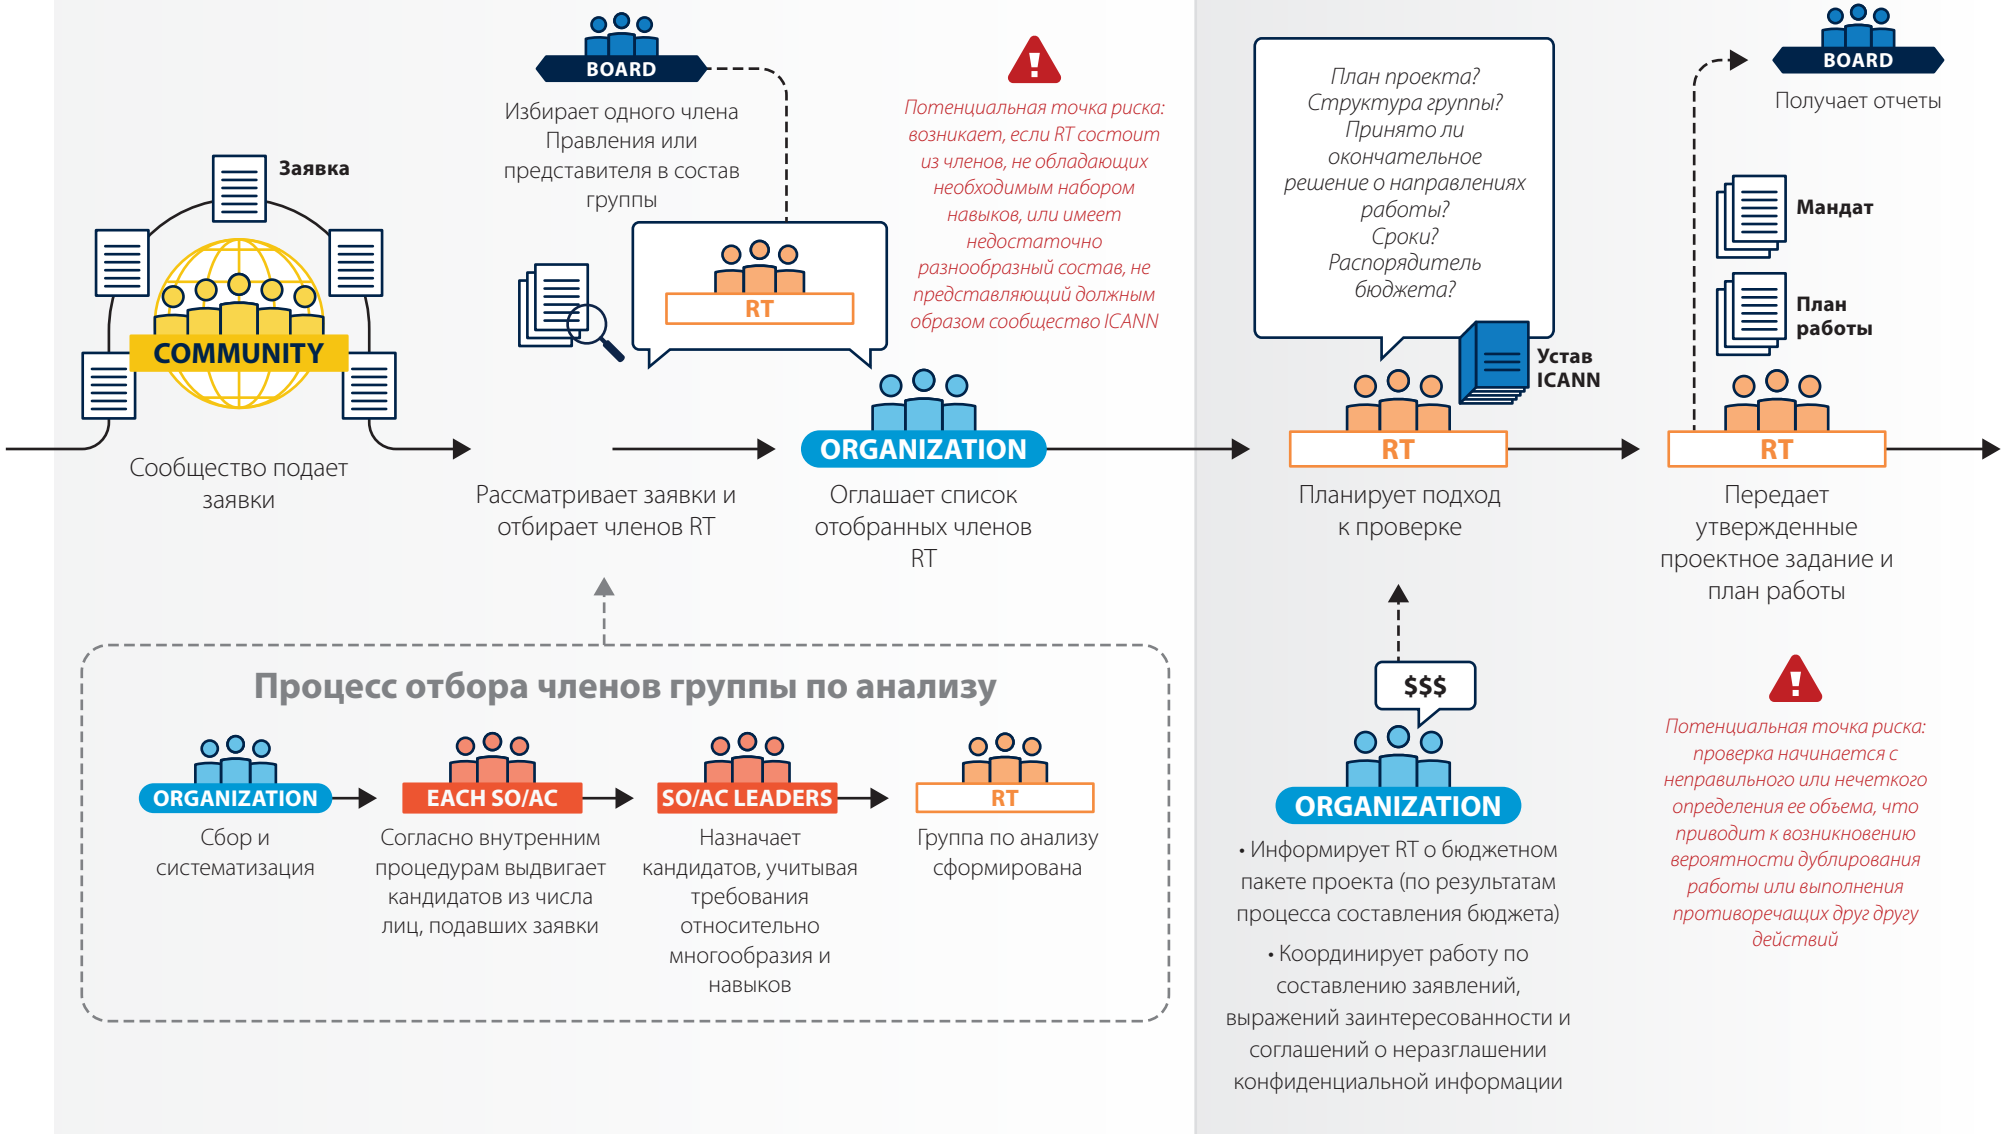 Заявка
COMMUNITY
Сообщество подает
заявки
BOARD
Избирает одного члена
Правления или
представителя в состав
группы
RT
Рассматривает заявки и
отбирает членов RT
Потенциальная точка риска:
возникает, если RT состоит
из членов, не обладающих
необходимым набором
навыков, или имеет
недостаточно
разнообразный состав, не
представляющий должным
образом сообщество ICANN
ORGANIZATION
Оглашает список
отобранных членов
RT
Процесс отбора членов группы по анализу
ORGANIZATION
Сбор и
систематизация
EACH SO/AC
Согласно внутренним
процедурам выдвигает
кандидатов из числа
лиц, подавших заявки
SO/AC LEADERS
Назначает
кандидатов, учитывая
требования
относительно
многообразия и
навыков
RT
Группа по анализу
сформирована
План проекта?
Структура группы?
Принято ли
окончательное
решение о направлениях
работы?
Сроки?
Распорядитель
бюджета?
Устав
ICANN
RT
Планирует подход
к проверке
$$$
ORGANIZATION
• Информирует RT о бюджетном
пакете проекта (по результатам
процесса составления бюджета)
• Координирует работу по
составлению заявлений,
выражений заинтересованности и
соглашений о неразглашении
конфиденциальной информации
BOARD
Получает отчеты
Мандат
План
работы
RT
Передает
утвержденные
проектное задание и
план работы
Потенциальная точка риска:
проверка начинается с
неправильного или нечеткого
определения ее объема, что
приводит к возникновению
вероятности дублирования
работы или выполнения
противоречащих друг другу
действий